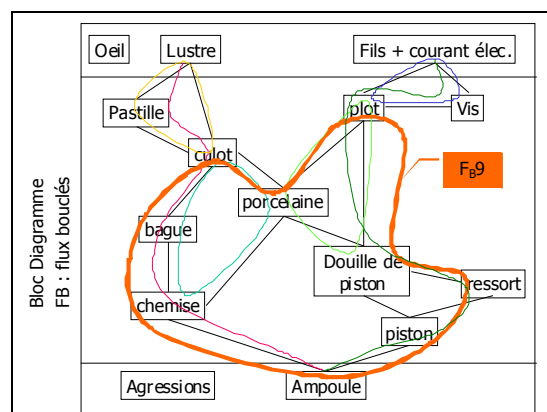 Oeil
Lustre
Fils + courant élec.
Pastille
plot
Vis
culot
F_B9
porcelaine
bague
Douille de
piston
ressort
chemise
piston
Agressions
Ampoule
Bloc Diagramme
FB : flux bouclés